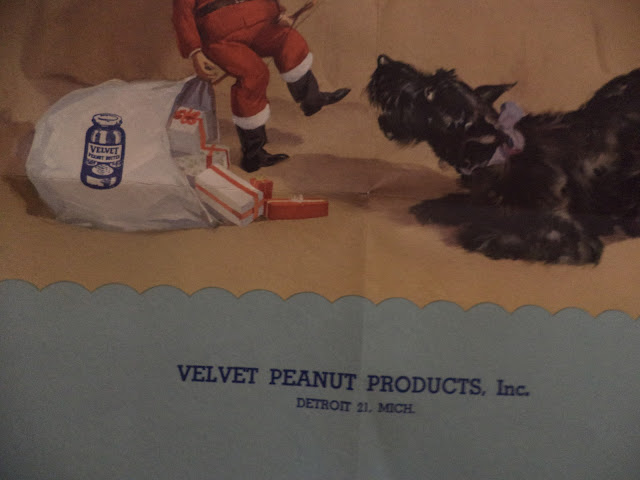 VELVET
PEANUT BUTTER
VELVET PEANUT PRODUCTS, Inc.
DETROIT 21, MICH.